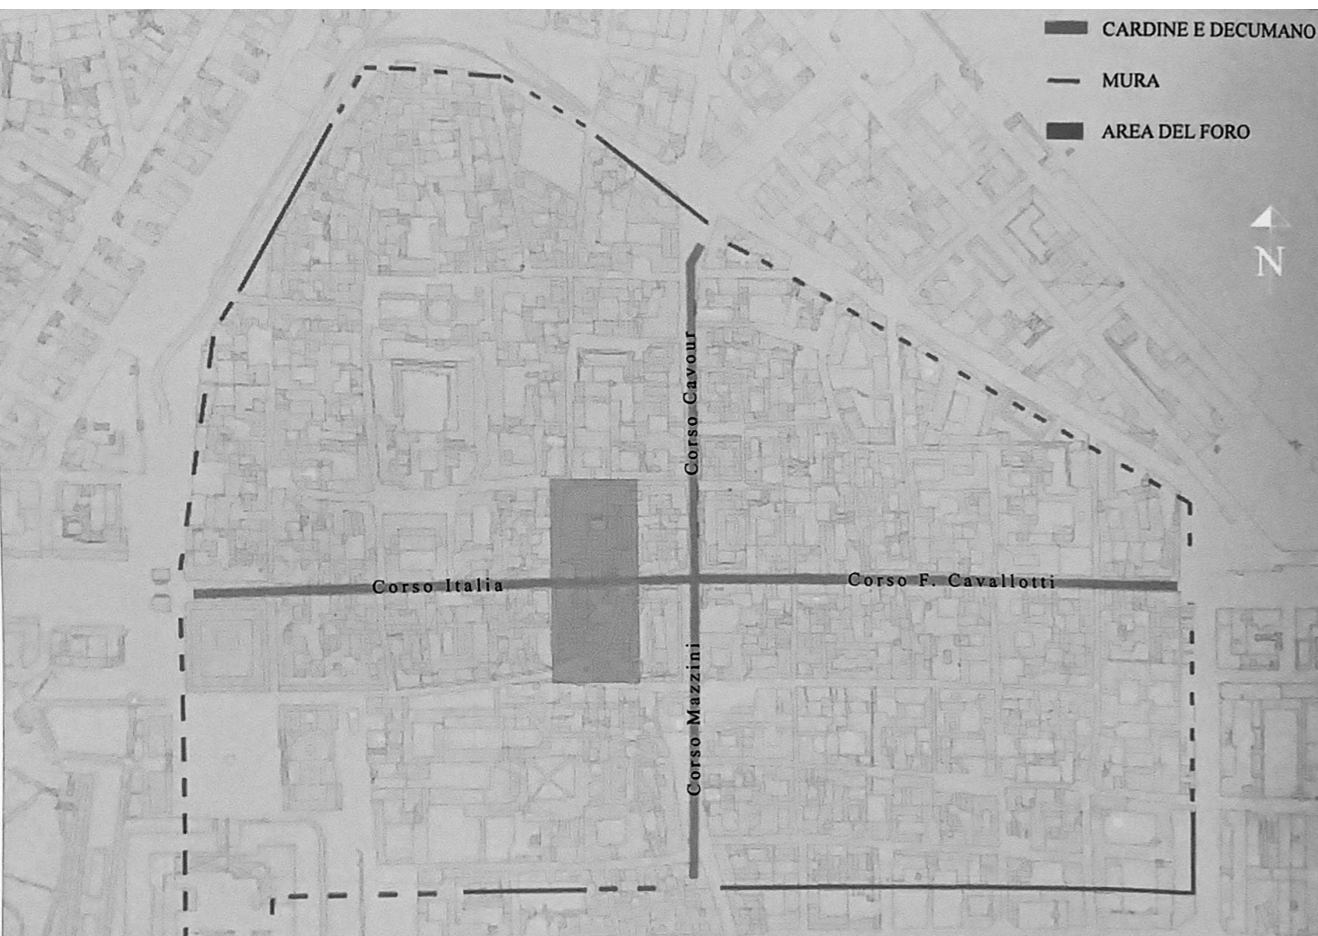 CARDINE E DECUMANO
MURA
AREA DEL FORO
N
Corso Cavour
Corso Italia
Corso F. Cavallotti
Corso Mazzini